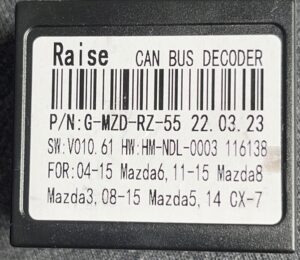 Raise CAN BUS DECODER
P/N:G-MZD-RZ-55 22.03.23
SW:V010.61 HW:HM-NDL-0003 116138
FOR:04-15 Mazda6,11-15 Mazda8
Mazda3,08-15 Mazda5,14 CX-7